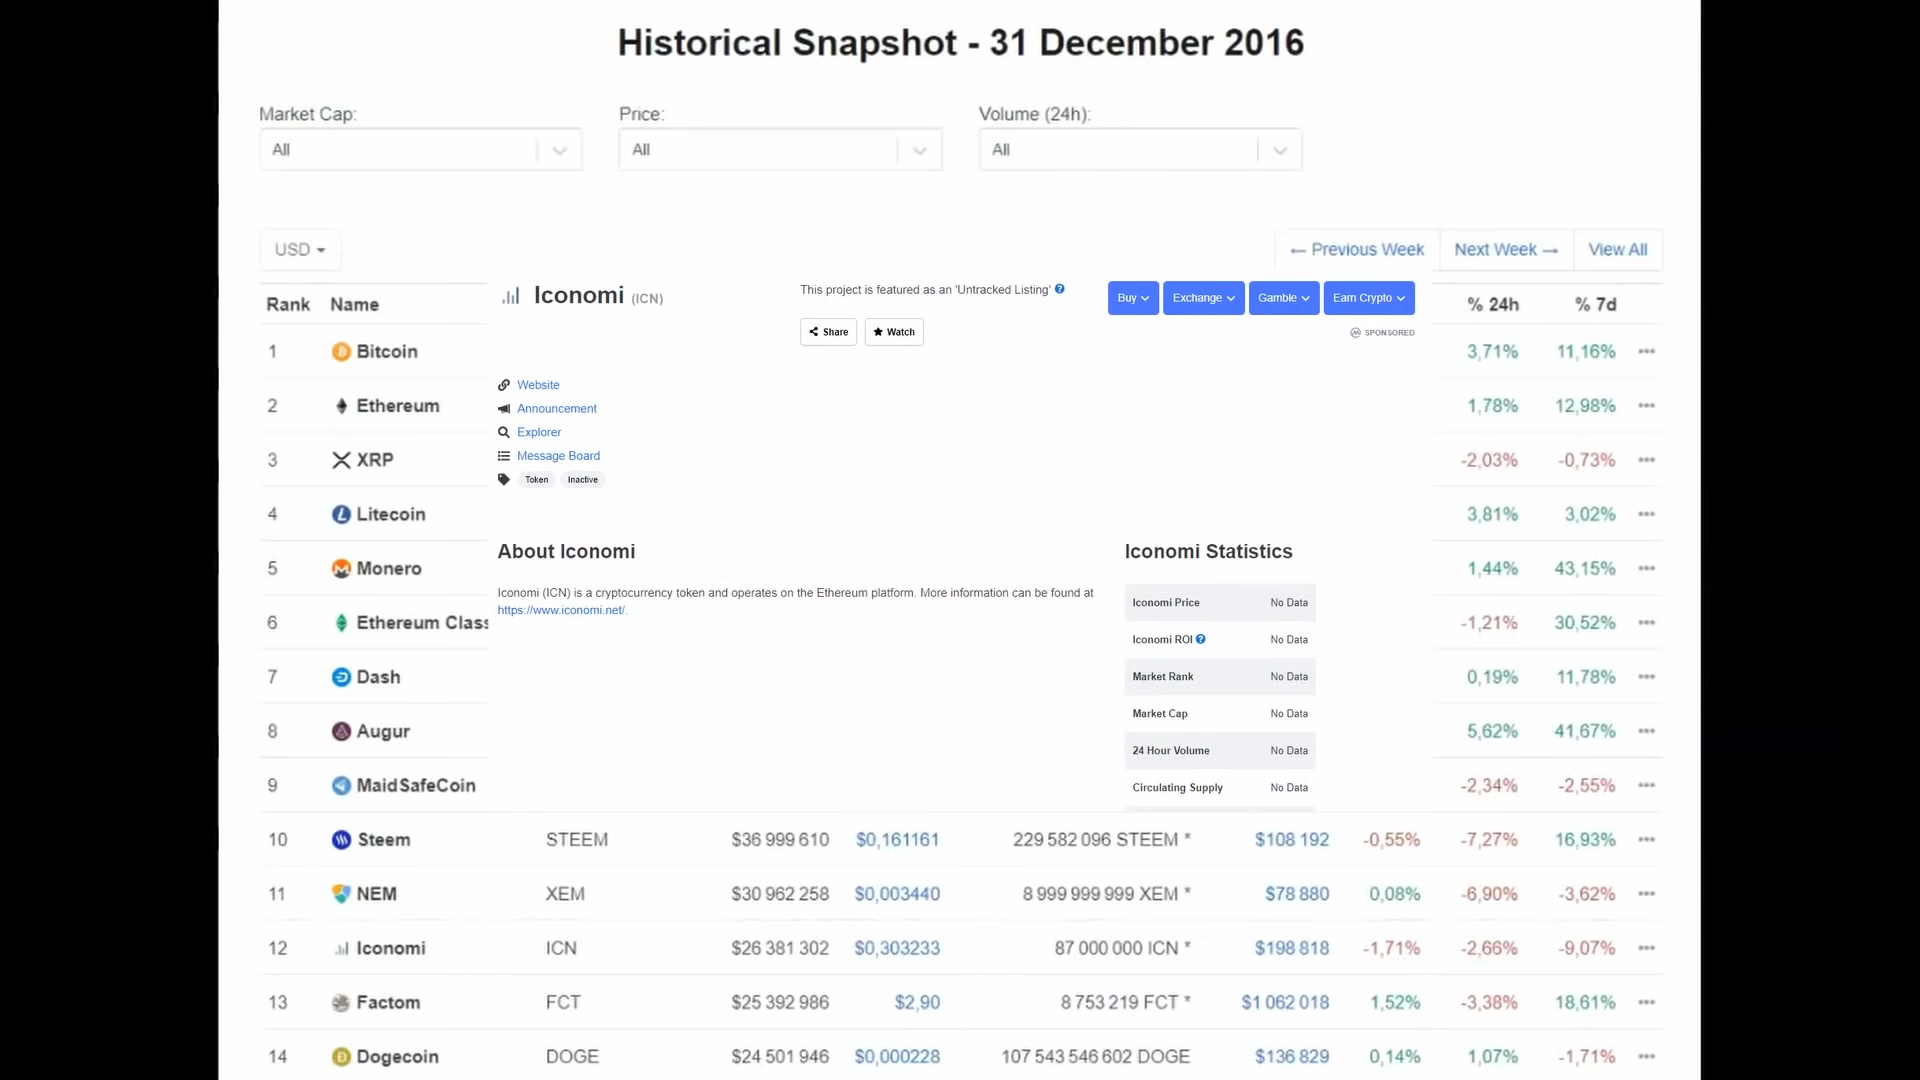 Historical Snapshot - 31 December 2016
Market Cap: Price: Volume (24h):
All All All
USD ← Previous Week Next Week → View All
Iconomi (ICN)
This project is featured as an 'Untracked Listing'
Buy Exchange Gamble Earn Crypto
Share Watch
SPONSORED
Website
Announcement
Explorer
Message Board
Token Inactive
About Iconomi
Iconomi (ICN) is a cryptocurrency token and operates on the Ethereum platform. More information can be found at
https://www.iconomi.net/.
Iconomi Statistics
Iconomi Price No Data
Iconomi ROI No Data
Market Rank No Data
Market Cap No Data
24 Hour Volume No Data
Circulating Supply No Data
Rank Name % 24h % 7d
1 Bitcoin 3,71% 11,16%
2 Ethereum 1,78% 12,98%
3 XRP -2,03% -0,73%
4 Litecoin 3,81% 3,02%
5 Monero 1,44% 43,15%
6 Ethereum Class -1,21% 30,52%
7 Dash 0,19% 11,78%
8 Augur 5,62% 41,67%
9 MaidSafeCoin -2,34% -2,55%
10 Steem STEEM $36 999 610 $0,161161 229 582 096 STEEM * $108 192 -0,55% -7,27% 16,93%
11 NEM XEM $30 962 258 $0,003440 8 999 999 999 XEM * $78 880 0,08% -6,90% -3,62%
12 Iconomi ICN $26 381 302 $0,303233 87 000 000 ICN * $198 818 -1,71% -2,66% -9,07%
13 Factom FCT $25 392 986 $2,90 8 753 219 FCT * $1 062 018 1,52% -3,38% 18,61%
14 Dogecoin DOGE $24 501 946 $0,000228 107 543 546 602 DOGE $136 829 0,14% 1,07% -1,71%